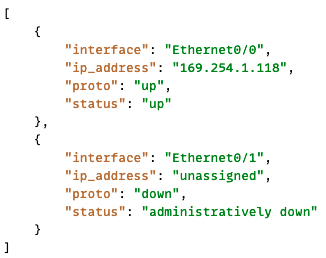 [
    {
        "interface": "Ethernet0/0",
        "ip_address": "169.254.1.118",
        "proto": "up",
        "status": "up"
    },
    {
        "interface": "Ethernet0/1",
        "ip_address": "unassigned",
        "proto": "down",
        "status": "administratively down"
    }
]